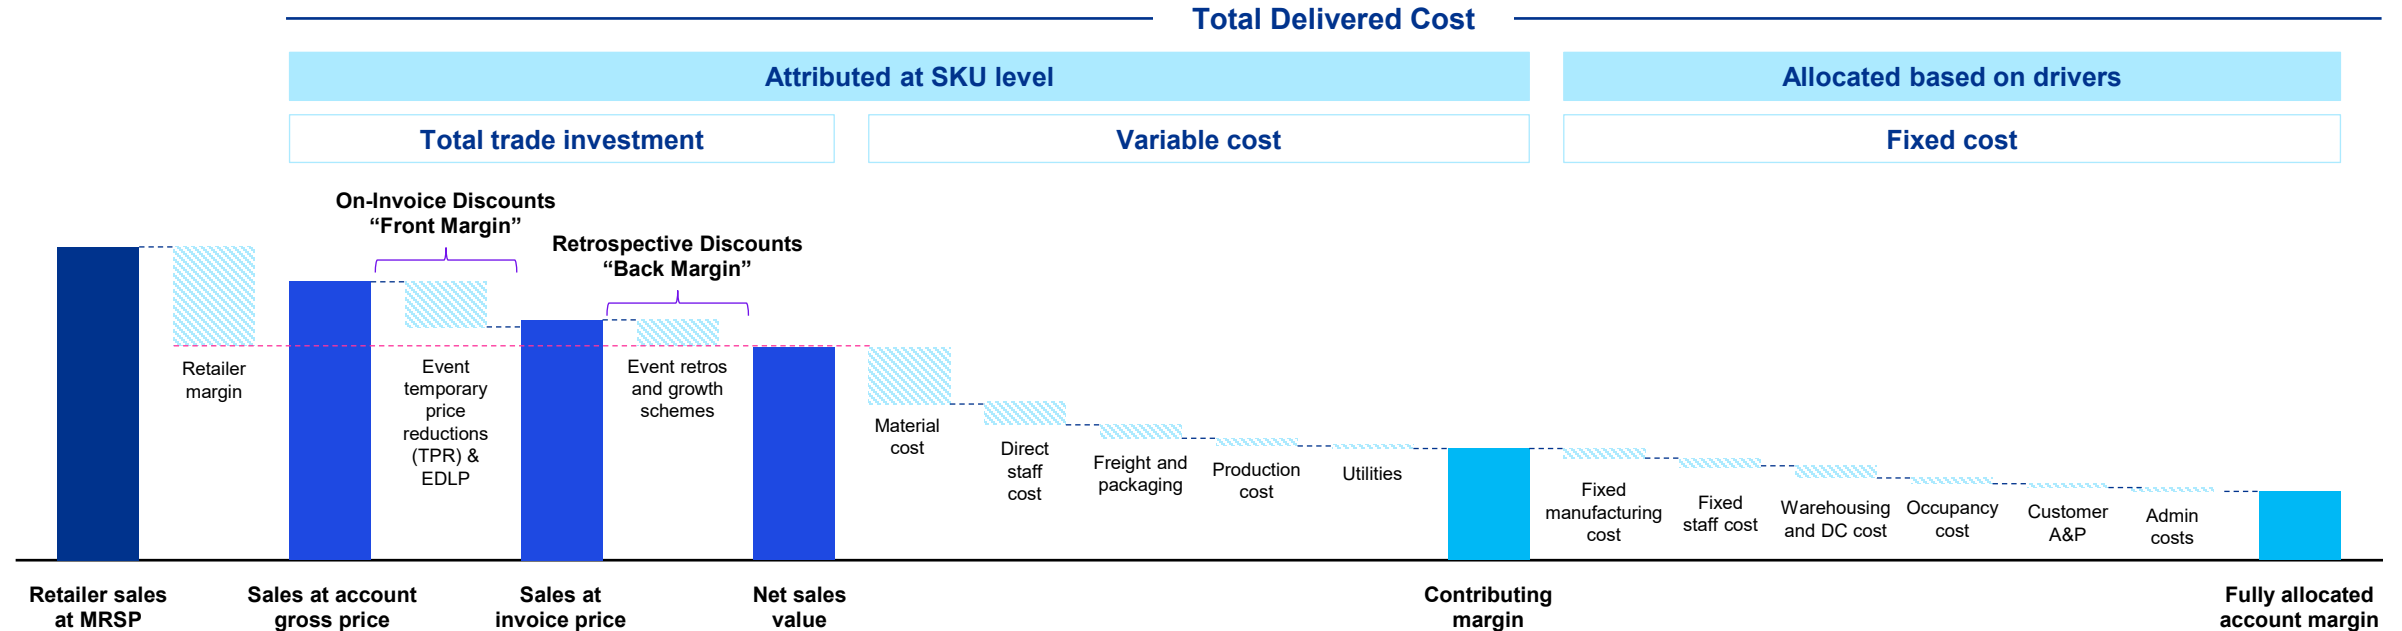 Total Delivered Cost
Attributed at SKU level
Allocated based on drivers
Total trade investment
Variable cost
Fixed cost
On-Invoice Discounts
“Front Margin”
Retrospective Discounts
“Back Margin”
Retailer
margin
Event
temporary
price
reductions
(TPR) &
EDLP
Event retros
and growth
schemes
Material
cost
Direct
staff
cost
Freight and
packaging
Production
cost
Utilities
Fixed
manufacturing
cost
Fixed
staff cost
Warehousing
and DC cost
Occupancy
cost
Customer
A&P
Admin
costs
Retailer sales
at MRSP
Sales at account
gross price
Sales at
invoice price
Net sales
value
Contributing
margin
Fully allocated
account margin